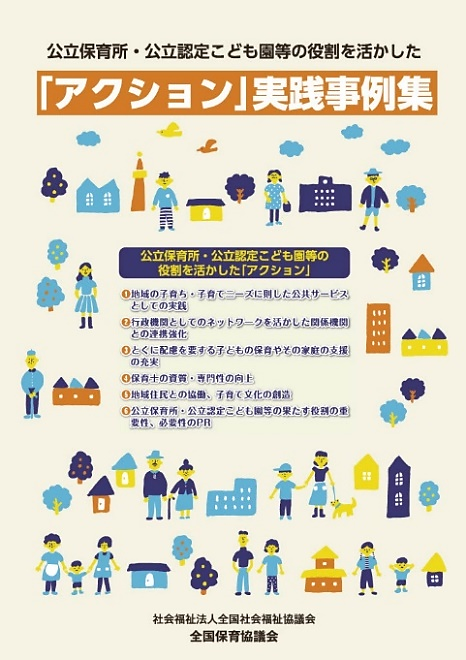 公立保育所・公立認定こども園等の役割を活かした
「アクション」実践事例集
公立保育所・公立認定こども園等の
役割を活かした「アクション」
❶地域の子育ち・子育てニーズに則した公共サービス
としての実践
❷行政機関としてのネットワークを活かした関係機関
との連携強化
❸とくに配慮を要する子どもの保育やその家庭の支援
の充実
❹保育士の資質・専門性の向上
❺地域住民との協働、子育て文化の創造
❻公立保育所・公立認定こども園等の果たす役割の重
要性、必要性のPR
社会福祉法人全国社会福祉協議会
全国保育協議会